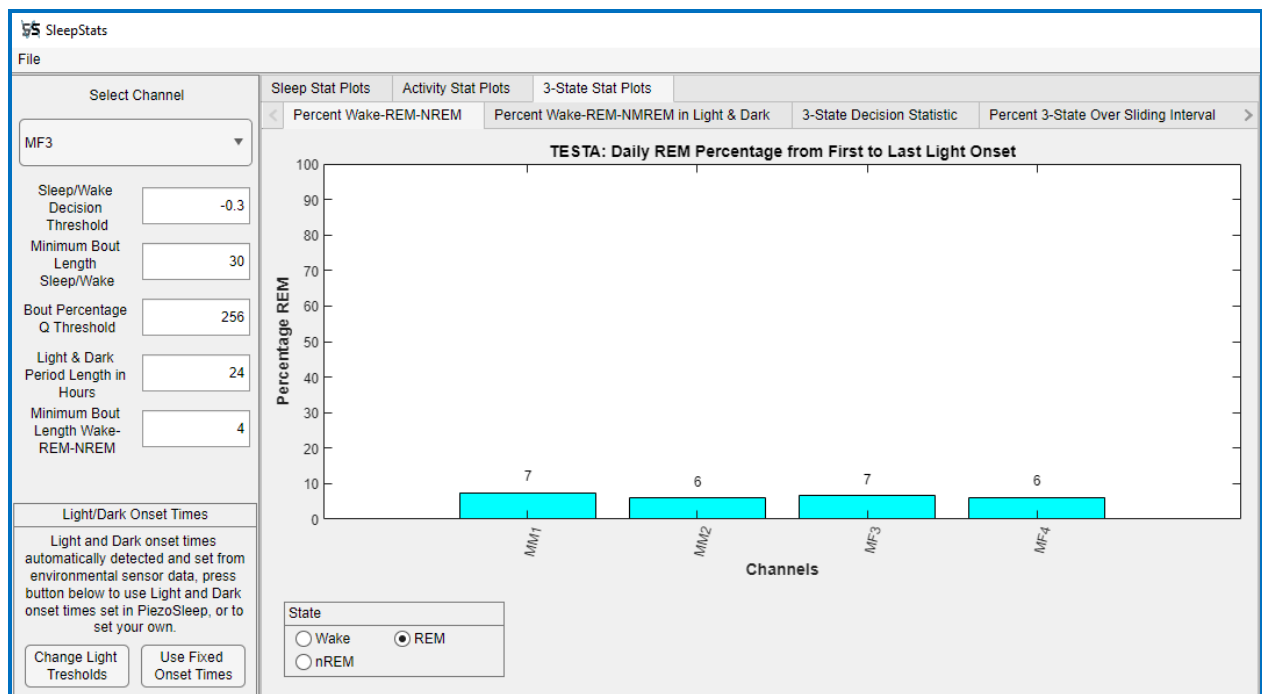 SleepStats
File
Select Channel
MF3
Sleep/Wake
Decision
Threshold
-0.3
Minimum Bout
Length
Sleep/Wake
30
Bout Percentage
Q Threshold
256
Light & Dark
Period Length in
Hours
24
Minimum Bout
Length Wake-
REM-NREM
4
Light/Dark Onset Times
Light and Dark onset times
automatically detected and set from
environmental sensor data, press
button below to use Light and Dark
onset times set in PiezoSleep, or to
set your own.
Change Light
Tresholds
Use Fixed
Onset Times
Sleep Stat Plots
Activity Stat Plots
3-State Stat Plots
Percent Wake-REM-NREM
Percent Wake-REM-NMREM in Light & Dark
3-State Decision Statistic
Percent 3-State Over Sliding Interval
TESTA: Daily REM Percentage from First to Last Light Onset
Percentage REM
100
90
80
70
60
50
40
30
20
10
0
7
6
7
6
MM1
MM2
MF3
MF4
Channels
State
Wake
REM
nREM